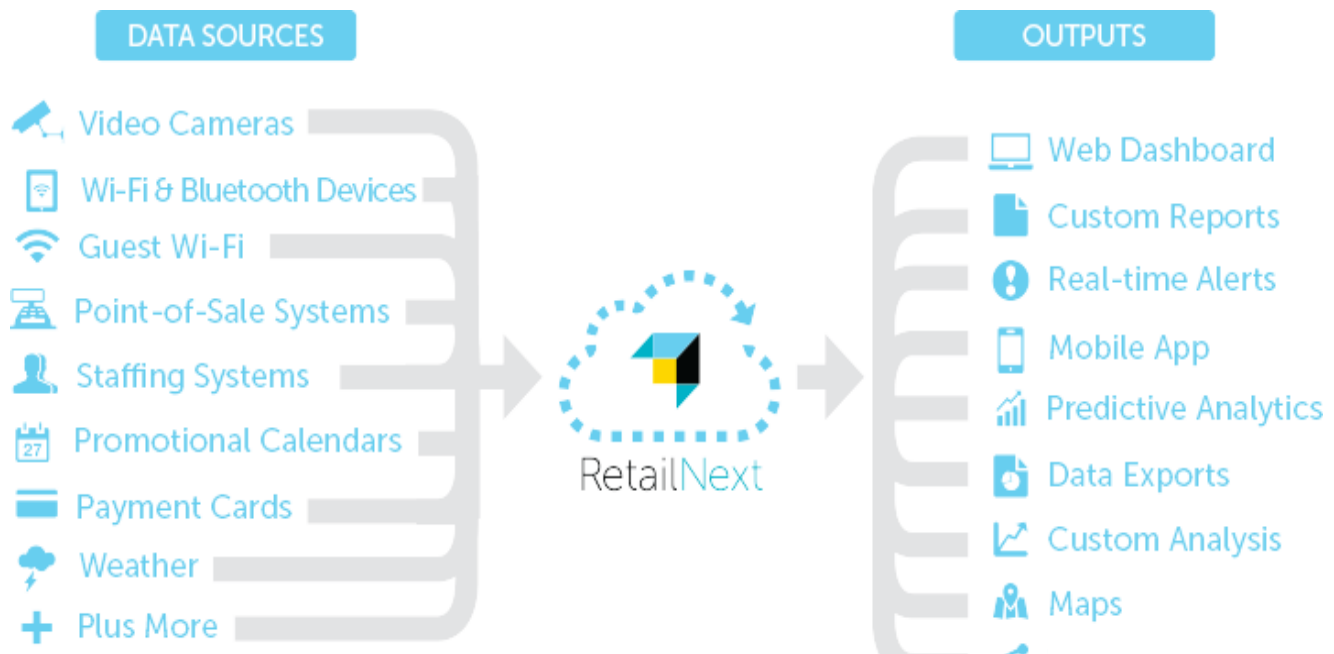 DATA SOURCES
Video Cameras
Wi-Fi & Bluetooth Devices
Guest Wi-Fi
Point-of-Sale Systems
Staffing Systems
Promotional Calendars
27
Payment Cards
Weather
Plus More
RetailNext
OUTPUTS
Web Dashboard
Custom Reports
Real-time Alerts
Mobile App
Predictive Analytics
Data Exports
Custom Analysis
Maps